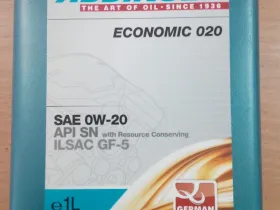 THE ART OF OIL · SINCE 1936
ECONOMIC 020
SAE 0W-20
API SN with Resource Conserving
ILSAC GF-5
e 1L
GERMAN